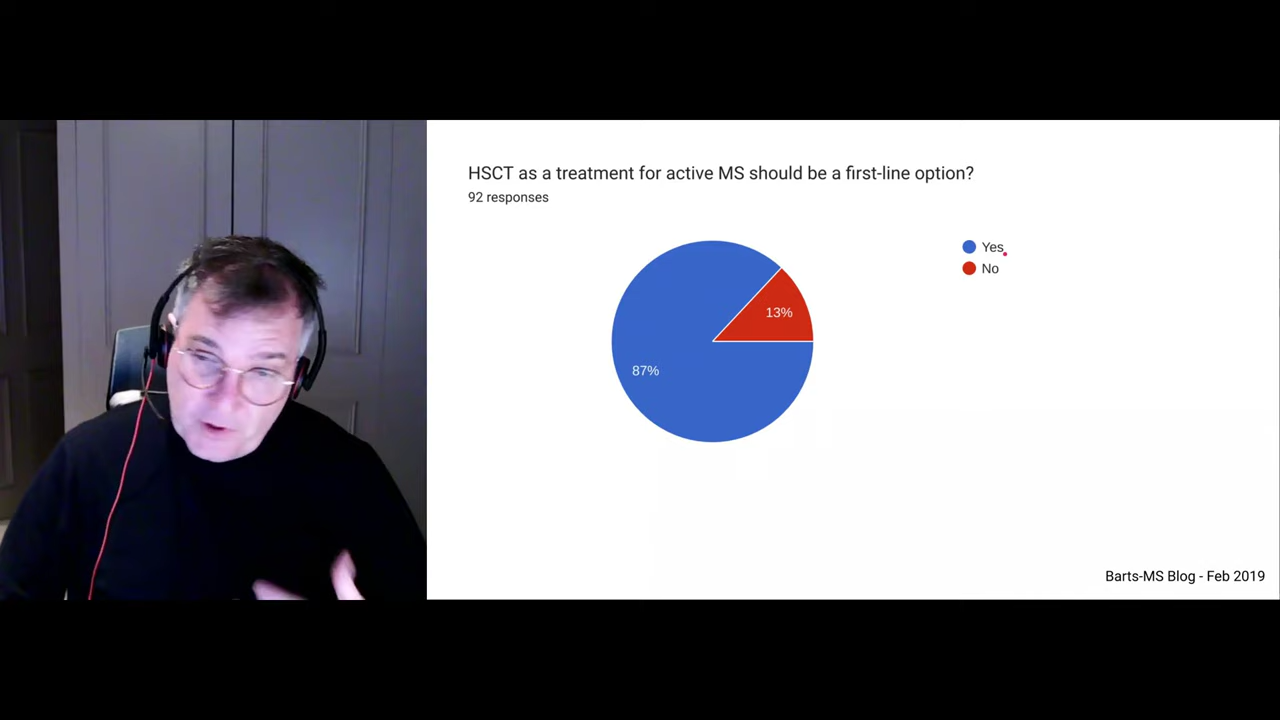 HSCT as a treatment for active MS should be a first-line option?
92 responses
Yes
No
13%
87%
Barts-MS Blog - Feb 2019